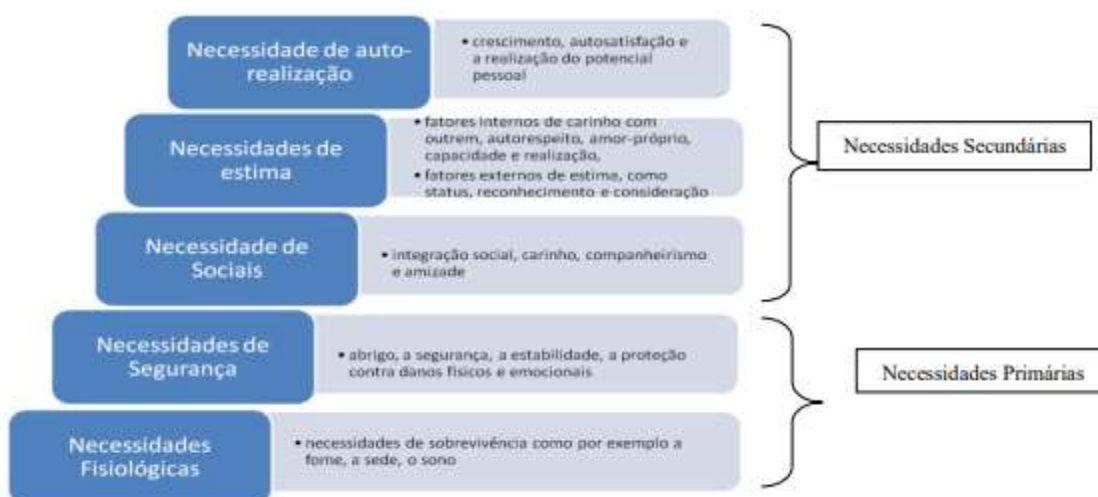 Necessidade de auto-
realização
• crescimento, autosatisfação e
a realização do potencial
pessoal
Necessidades de
estima
• fatores internos de carinho com
outrem, autorespeito, amor-próprio,
capacidade e realização,
• fatores externos de estima, como
status, reconhecimento e consideração
Necessidades Secundárias
Necessidade de
Sociais
• integração social, carinho, companheirismo
e amizade
Necessidades de
Segurança
• abrigo, a segurança, a estabilidade, a proteção
contra danos físicos e emocionais
Necessidades Primárias
Necessidades
Fisiológicas
• necessidades de sobrevivência como por exemplo a
fome, a sede, o sono